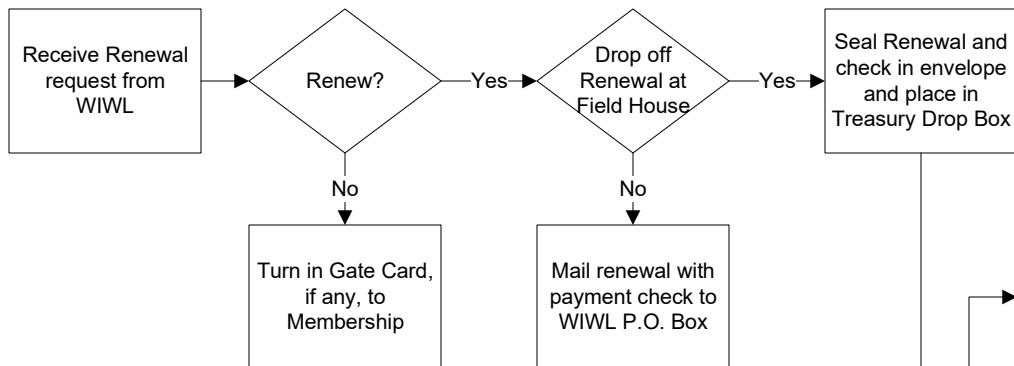 Receive Renewal
request from
WIWL
Renew?
Yes
Drop off
Renewal at
Field House
Yes
Seal Renewal and
check in envelope
and place in
Treasury Drop Box
No
No
Turn in Gate Card,
if any, to
Membership
Mail renewal with
payment check to
WIWL P.O. Box